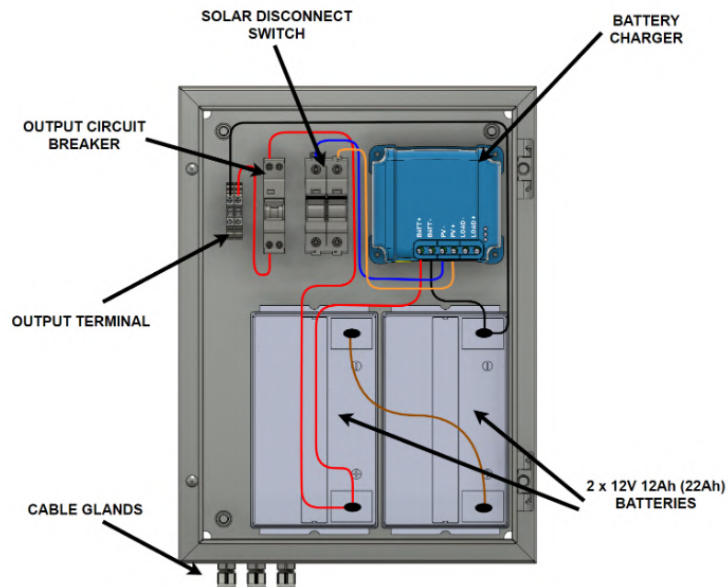 SOLAR DISCONNECT
SWITCH
BATTERY
CHARGER
OUTPUT CIRCUIT
BREAKER
BATT+
BATT-
PV-
PV+
LOAD-
LOAD+
OUTPUT TERMINAL
2 x 12V 12Ah (22Ah)
BATTERIES
CABLE GLANDS